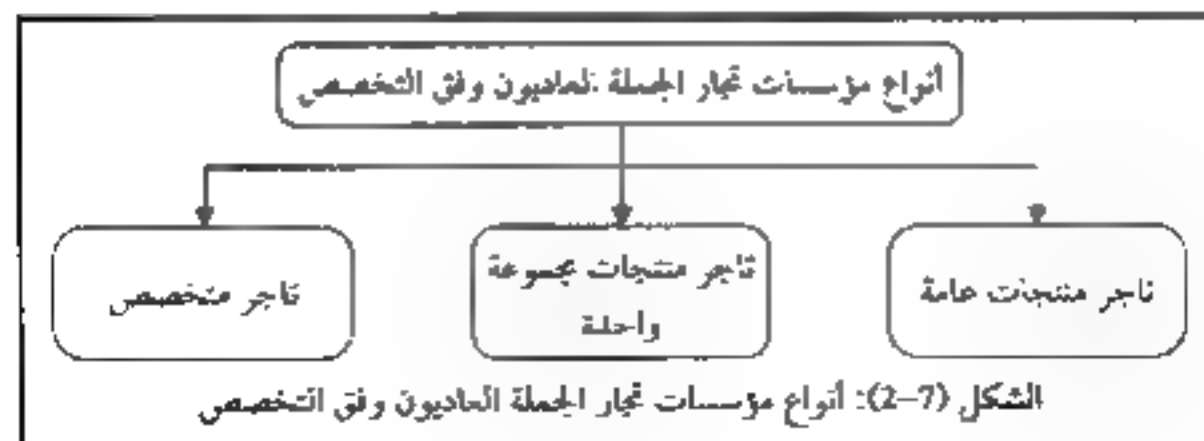 أنواع مؤسسات تجار الجملة العاديون وفق التخصص
تاجر منتجات عامة
تاجر منتجات مجموعة
واحدة
تاجر متخصص
الشكل (7-2): أنواع مؤسسات تجار الجملة العاديون وفق التخصص